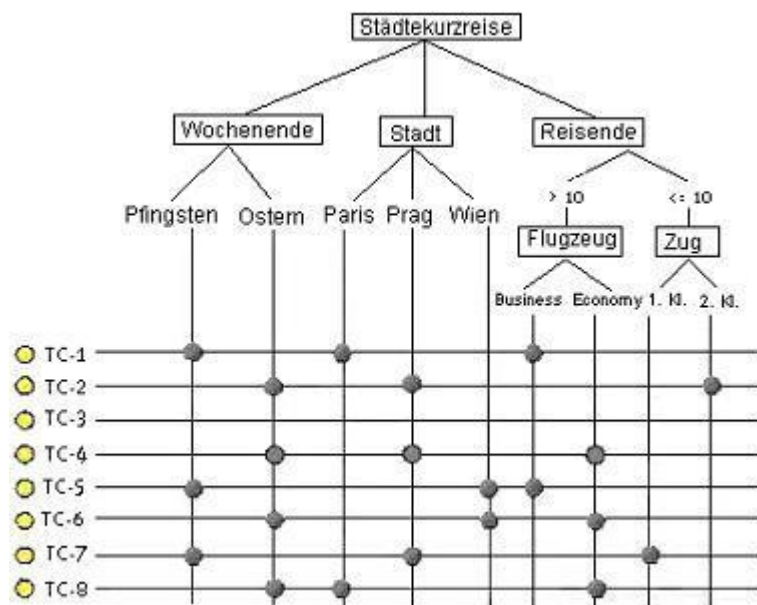 Städtekurzreise
Wochenende Stadt Reisende
> 10 <= 10
Pfingsten Ostern Paris Prag Wien
Flugzeug Zug
Business Economy 1. Kl. 2. Kl.
TC-1
TC-2
TC-3
TC-4
TC-5
TC-6
TC-7
TC-8